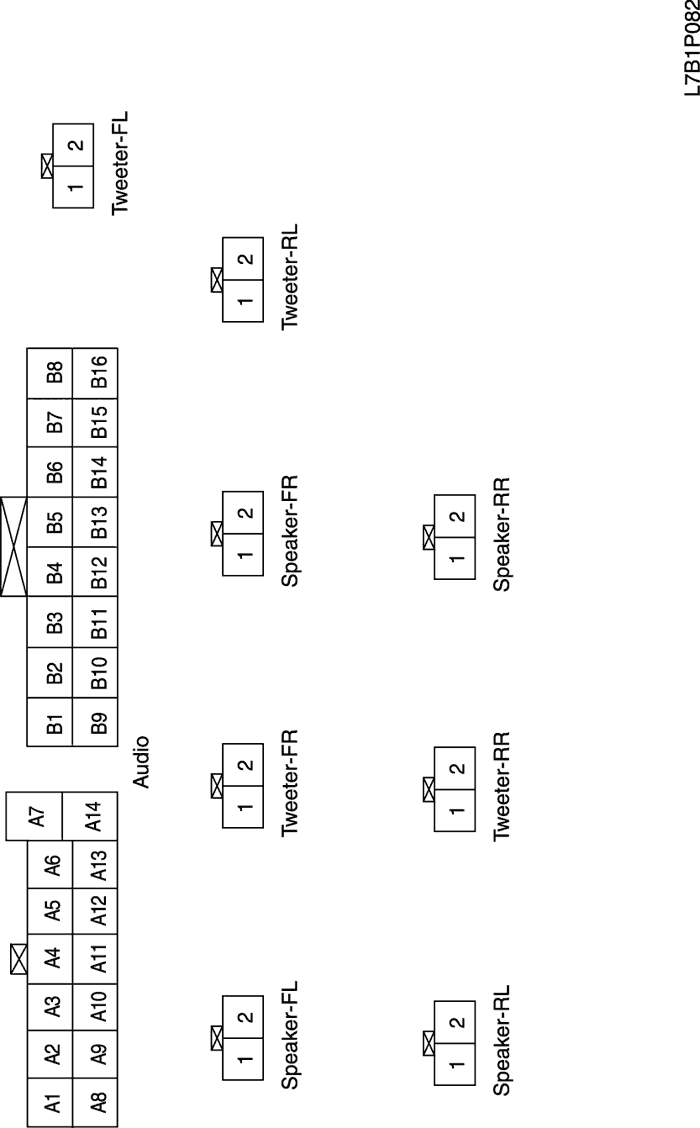 A1 A2 A3 A4 A5 A6 A7
A8 A9 A10 A11 A12 A13 A14
B1 B2 B3 B4 B5 B6 B7 B8
B9 B10 B11 B12 B13 B14 B15 B16
Audio
1 2
Tweeter-FL
1 2
Speaker-FL
1 2
Tweeter-FR
1 2
Speaker-FR
1 2
Tweeter-RL
1 2
Speaker-RL
1 2
Tweeter-RR
1 2
Speaker-RR
L7B1P082